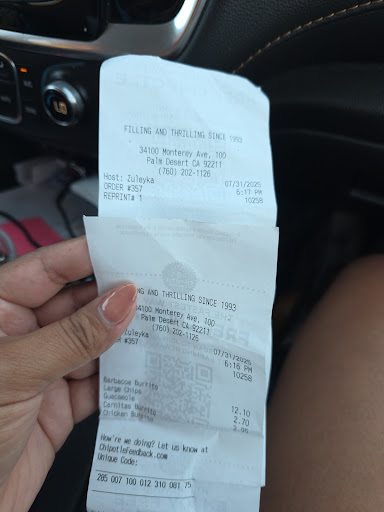 FILLING AND THRILLING SINCE 1993
34100 Monterey Ave, 100
Palm Desert CA 92211
(760) 202-1126
Host: Zuleyka 07/31/2025
ORDER #357 6:17 PM
REPRINT# 1 10258
NG AND THRILLING SINCE 1993
34100 Monterey Ave, 100
Palm Desert CA 92211
(760) 202-1126
Zuleyka 07/31/2025
#357 6:16 PM
10258
Barbacoa Burrito 12.10
Large Chips 2.70
Guacamole 2.95
Carnitas Burrito
Chicken Burrito
How're we doing? Let us know at
ChipotleFeedback.com
Unique Code:
285 007 100 012 310 081 75